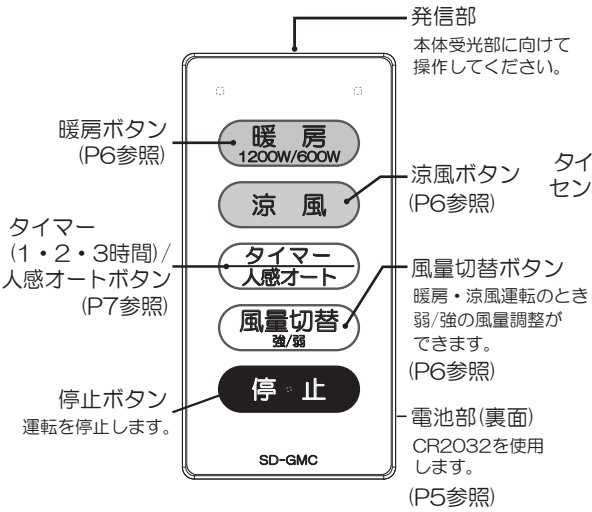 発信部
本体受光部に向けて
操作してください。
暖房ボタン
(P6参照)
暖 房
1200W/600W
涼風ボタン
(P6参照)
タイ
セン
涼 風
タイマー
(1・2・3時間)/
人感オートボタン
(P7参照)
タイマー
人感オート
風量切替ボタン
暖房・涼風運転のとき
弱/強の風量調整が
できます。
(P6参照)
風量切替
強/弱
停止ボタン
運転を停止します。
停 止
電池部(裏面)
CR2032を使用
します。
(P5参照)
SD-GMC